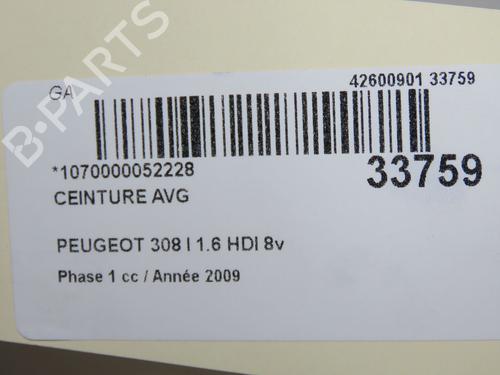 B-PARTS
GA
42600901 33759
*1070000052228
33759
CEINTURE AVG
PEUGEOT 308 I 1.6 HDI 8v
Phase 1 cc / Année 2009